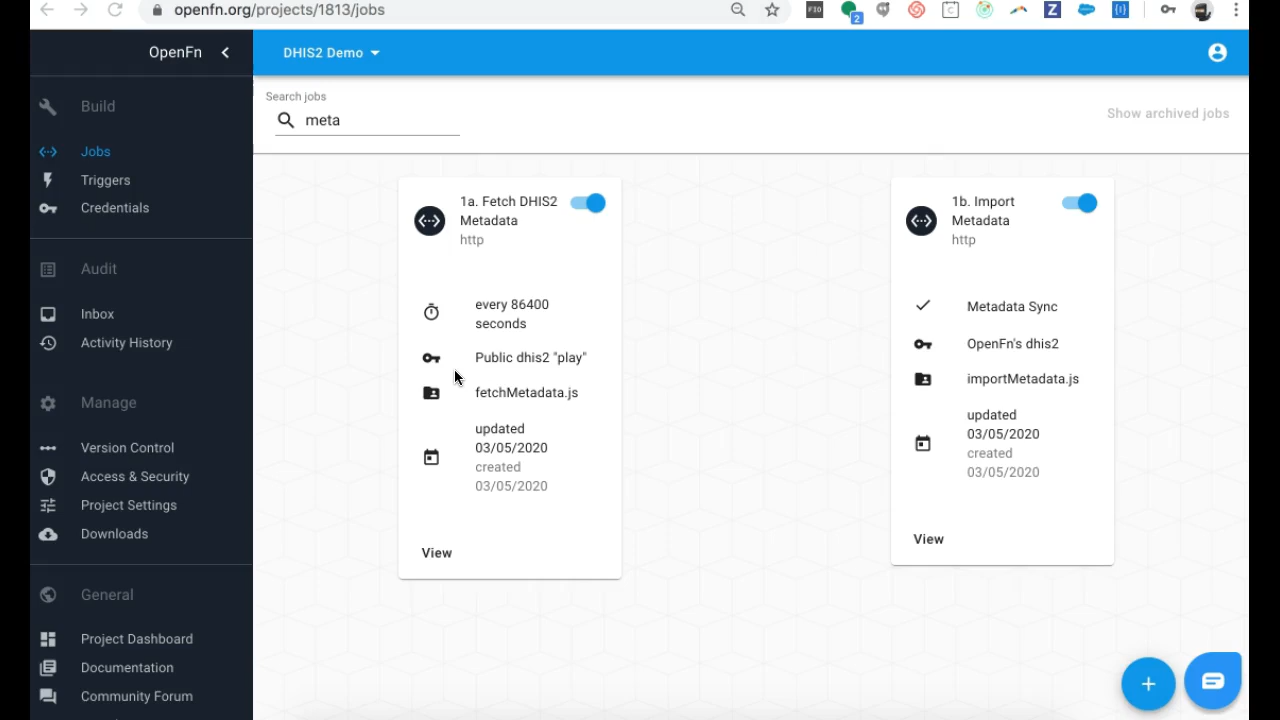 openfn.org/projects/1813/jobs
FIO
2
Z
OpenFn
DHIS2 Demo
Build
Jobs
Triggers
Credentials
Audit
Inbox
Activity History
Manage
Version Control
Access & Security
Project Settings
Downloads
General
Project Dashboard
Documentation
Community Forum
Search jobs
meta
Show archived jobs
1a. Fetch DHIS2
Metadata
http
every 86400
seconds
Public dhis2 "play"
fetchMetadata.js
updated
03/05/2020
created
03/05/2020
View
1b. Import
Metadata
http
Metadata Sync
OpenFn's dhis2
importMetadata.js
updated
03/05/2020
created
03/05/2020
View